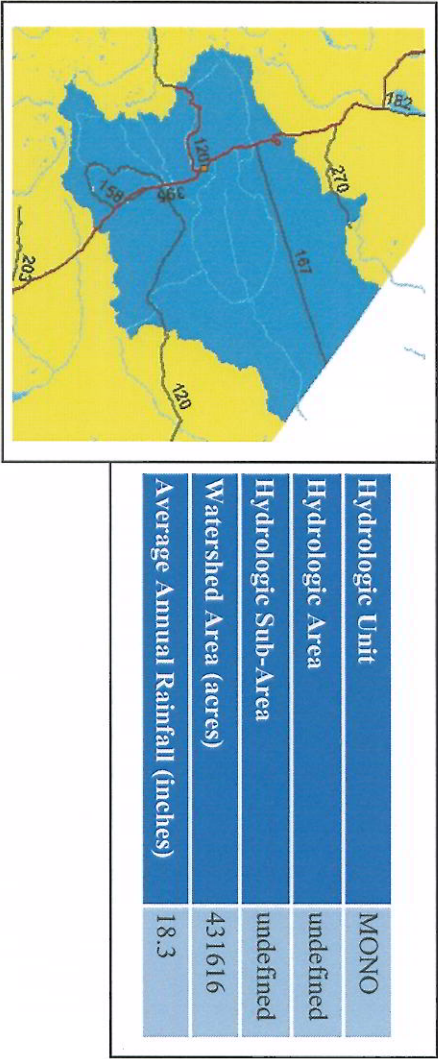 182
270
167
120
395
158
203
120
Hydrologic Unit MONO
Hydrologic Area undefined
Hydrologic Sub-Area undefined
Watershed Area (acres) 431616
Average Annual Rainfall (inches) 18.3